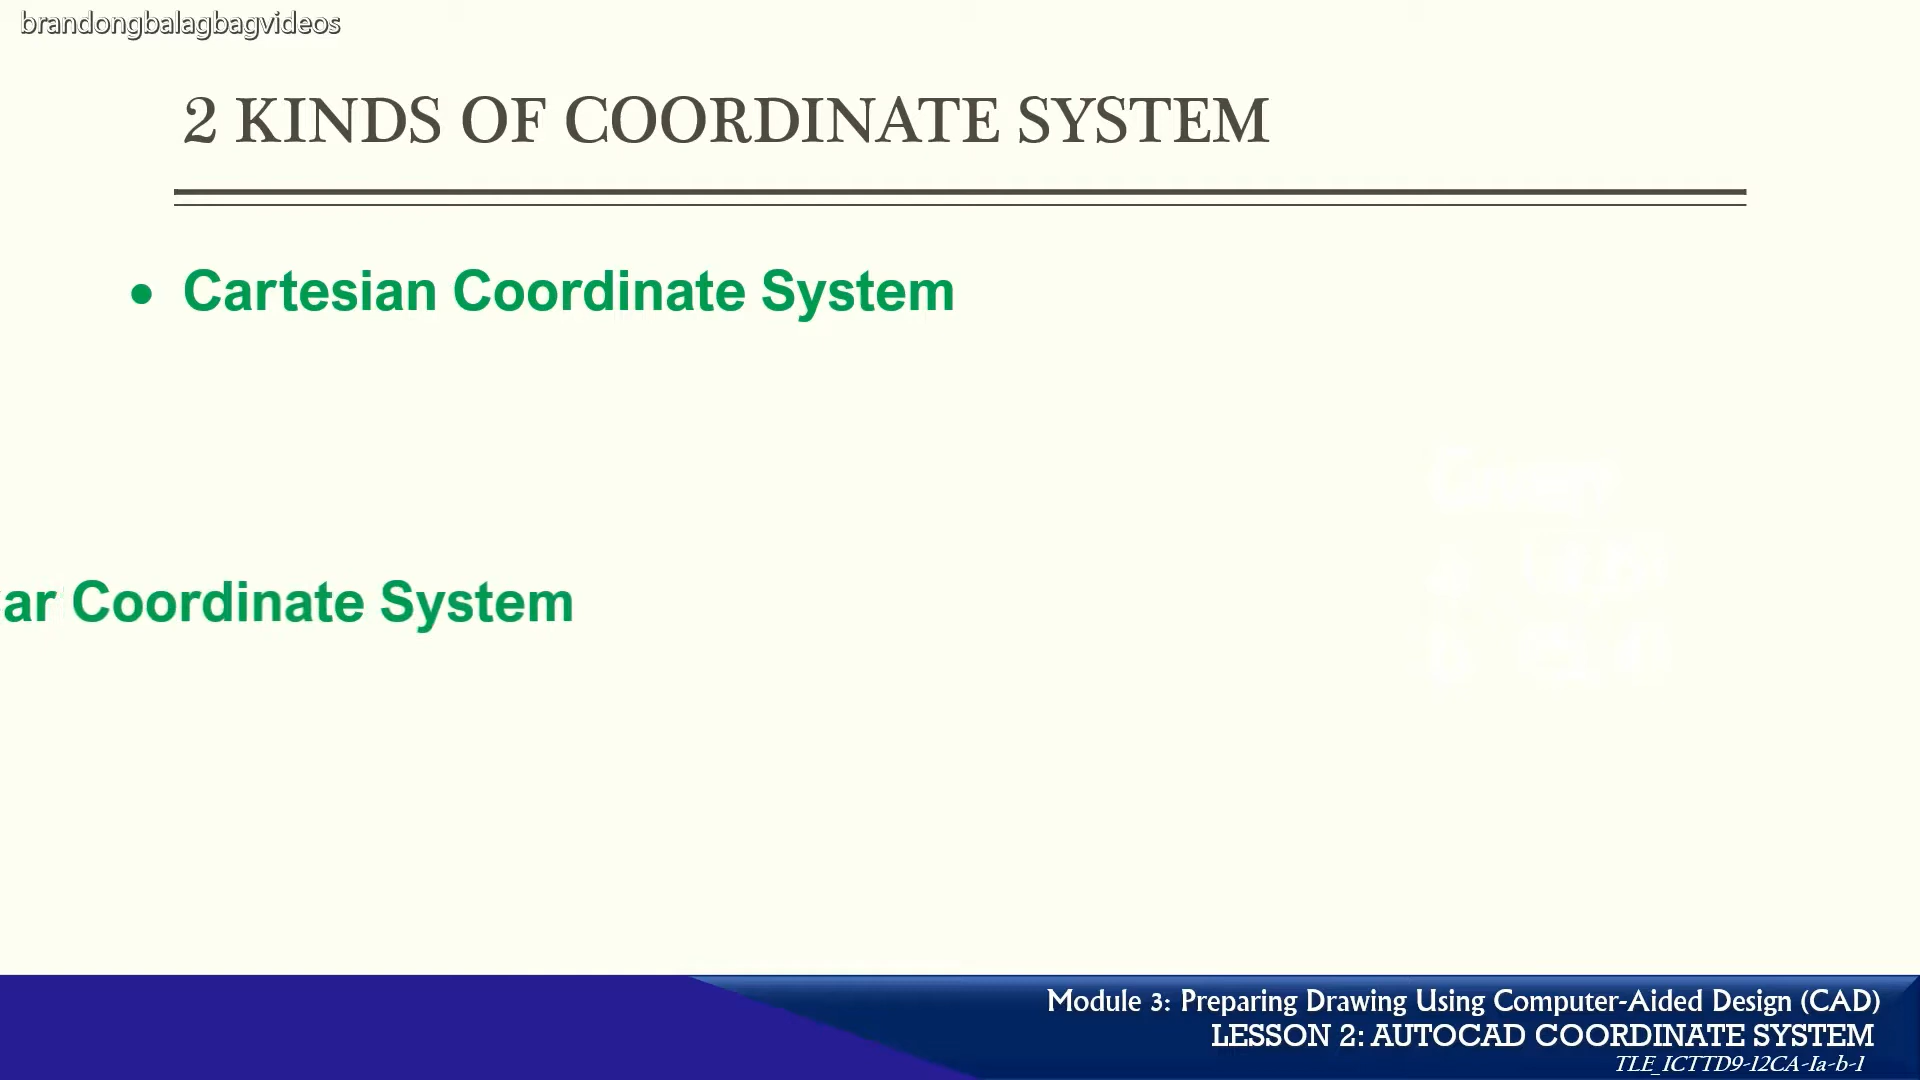 brandongbalagbagvideos
2 KINDS OF COORDINATE SYSTEM
• Cartesian Coordinate System
ar Coordinate System
Module 3: Preparing Drawing Using Computer-Aided Design (CAD)
LESSON 2: AUTOCAD COORDINATE SYSTEM
TLE_ICTTD9-12CA-Ia-b-1